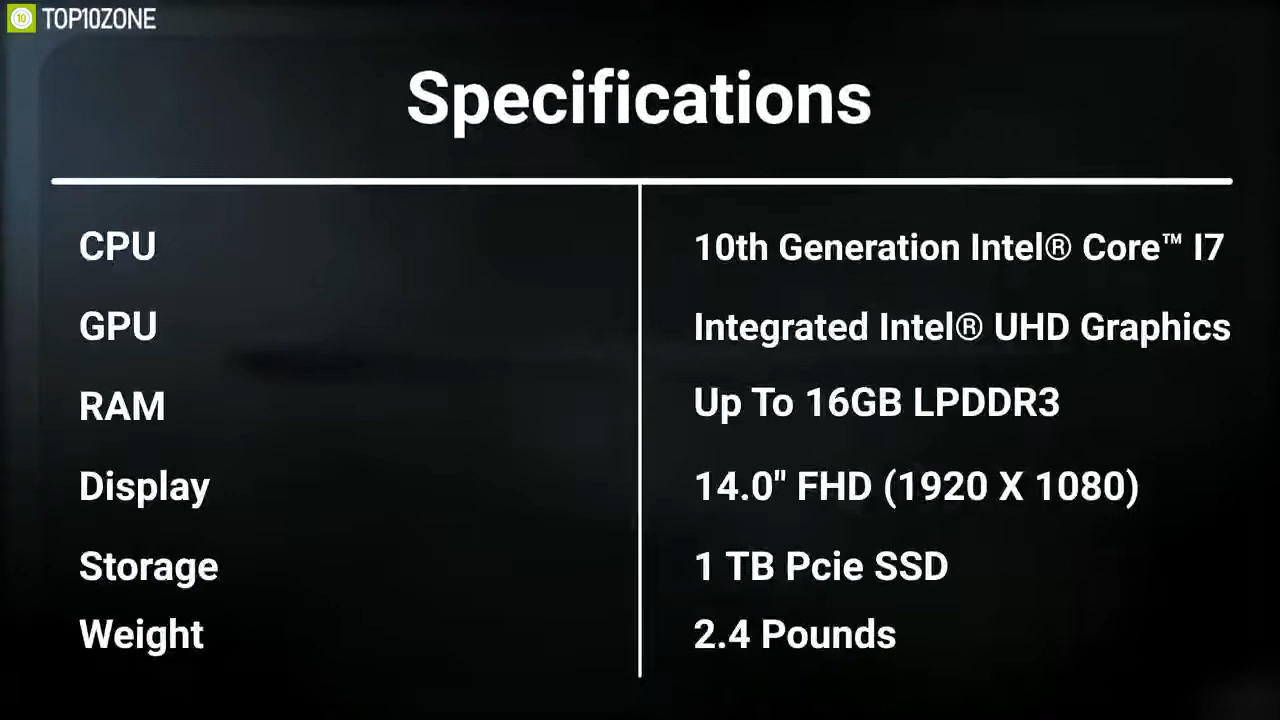 TOP10ZONE
Specifications
CPU 10th Generation Intel® Core™ I7
GPU Integrated Intel® UHD Graphics
RAM Up To 16GB LPDDR3
Display 14.0" FHD (1920 X 1080)
Storage 1 TB Pcie SSD
Weight 2.4 Pounds